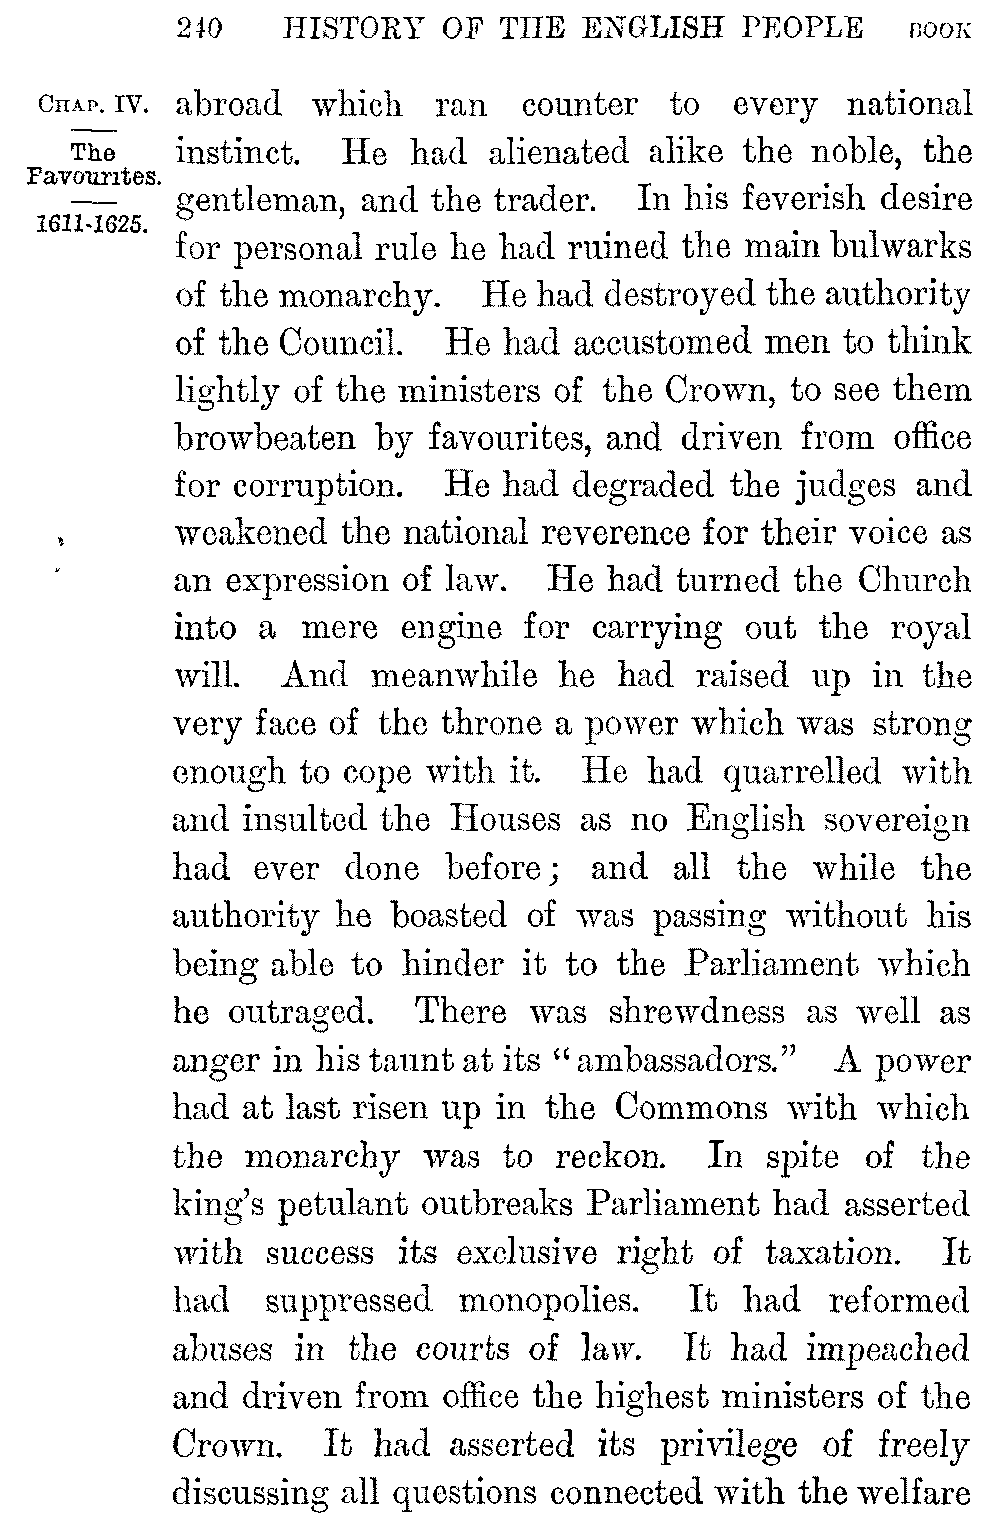 240 HISTORY OF THE ENGLISH PEOPLE BOOK
CHAP. IV.
The
Favourites.
1611-1625.
abroad which ran counter to every national
instinct. He had alienated alike the noble, the
gentleman, and the trader. In his feverish desire
for personal rule he had ruined the main bulwarks
of the monarchy. He had destroyed the authority
of the Council. He had accustomed men to think
lightly of the ministers of the Crown, to see them
browbeaten by favourites, and driven from office
for corruption. He had degraded the judges and
weakened the national reverence for their voice as
an expression of law. He had turned the Church
into a mere engine for carrying out the royal
will. And meanwhile he had raised up in the
very face of the throne a power which was strong
enough to cope with it. He had quarrelled with
and insulted the Houses as no English sovereign
had ever done before; and all the while the
authority he boasted of was passing without his
being able to hinder it to the Parliament which
he outraged. There was shrewdness as well as
anger in his taunt at its "ambassadors." A power
had at last risen up in the Commons with which
the monarchy was to reckon. In spite of the
king's petulant outbreaks Parliament had asserted
with success its exclusive right of taxation. It
had suppressed monopolies. It had reformed
abuses in the courts of law. It had impeached
and driven from office the highest ministers of the
Crown. It had asserted its privilege of freely
discussing all questions connected with the welfare